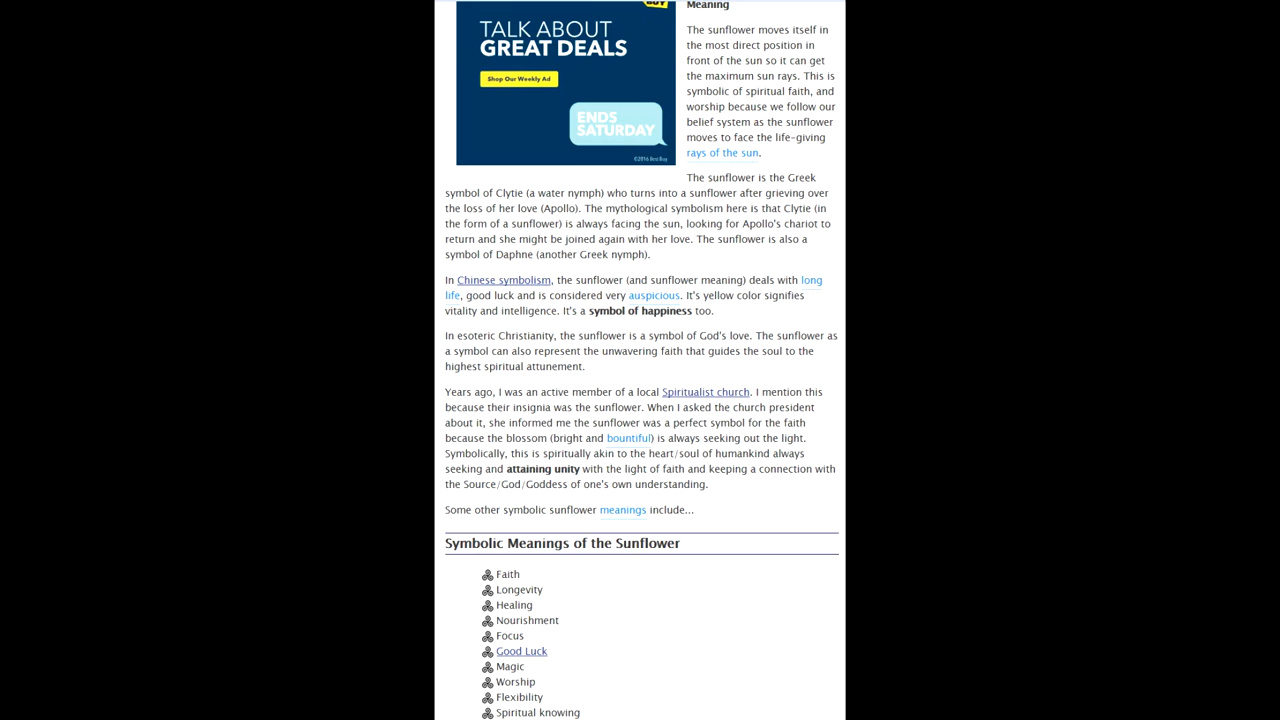 BUY
TALK ABOUT
GREAT DEALS
Shop Our Weekly Ad
ENDS
SATURDAY
©2016 Best Buy
Meaning
The sunflower moves itself in
the most direct position in
front of the sun so it can get
the maximum sun rays. This is
symbolic of spiritual faith, and
worship because we follow our
belief system as the sunflower
moves to face the life-giving
rays of the sun.
The sunflower is the Greek
symbol of Clytie (a water nymph) who turns into a sunflower after grieving over
the loss of her love (Apollo). The mythological symbolism here is that Clytie (in
the form of a sunflower) is always facing the sun, looking for Apollo's chariot to
return and she might be joined again with her love. The sunflower is also a
symbol of Daphne (another Greek nymph).
In Chinese symbolism, the sunflower (and sunflower meaning) deals with long
life, good luck and is considered very auspicious. It's yellow color signifies
vitality and intelligence. It's a symbol of happiness too.
In esoteric Christianity, the sunflower is a symbol of God's love. The sunflower as
a symbol can also represent the unwavering faith that guides the soul to the
highest spiritual attunement.
Years ago, I was an active member of a local Spiritualist church. I mention this
because their insignia was the sunflower. When I asked the church president
about it, she informed me the sunflower was a perfect symbol for the faith
because the blossom (bright and bountiful) is always seeking out the light.
Symbolically, this is spiritually akin to the heart/soul of humankind always
seeking and attaining unity with the light of faith and keeping a connection with
the Source/God/Goddess of one's own understanding.
Some other symbolic sunflower meanings include...
Symbolic Meanings of the Sunflower
Faith
Longevity
Healing
Nourishment
Focus
Good Luck
Magic
Worship
Flexibility
Spiritual knowing